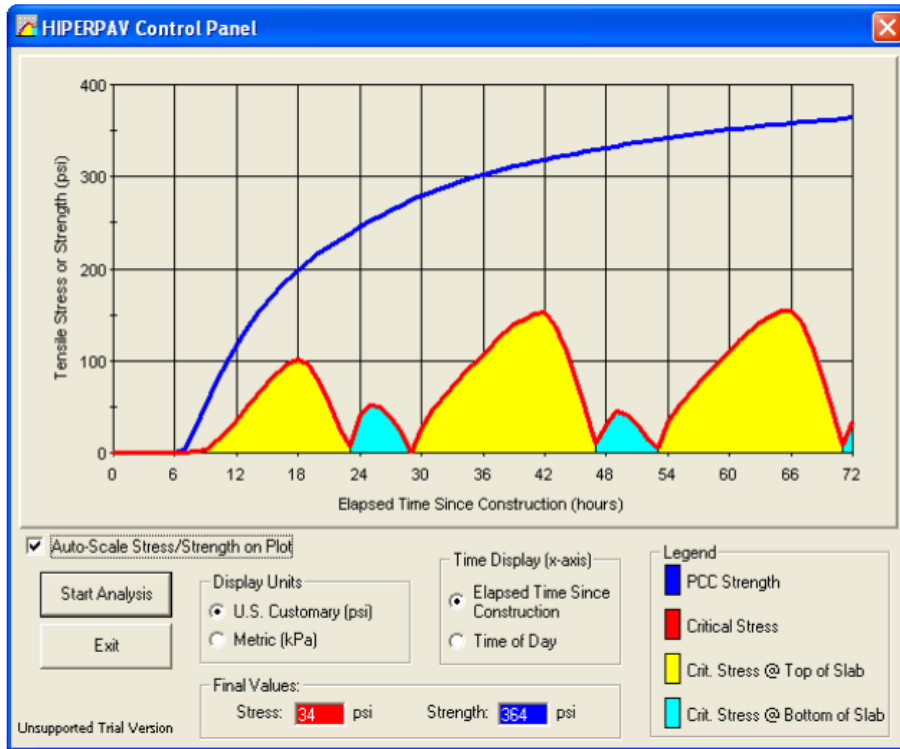 HIPERPAV Control Panel
400
300
200
100
0
Tensile Stress or Strength (psi)
0 6 12 18 24 30 36 42 48 54 60 66 72
Elapsed Time Since Construction (hours)
Auto-Scale Stress/Strength on Plot
Start Analysis
Exit
Display Units
U.S. Customary (psi)
Metric (kPa)
Time Display (x-axis)
Elapsed Time Since
Construction
Time of Day
Legend
PCC Strength
Critical Stress
Crit. Stress @ Top of Slab
Crit. Stress @ Bottom of Slab
Final Values:
Stress: 34 psi Strength: 364 psi
Unsupported Trial Version